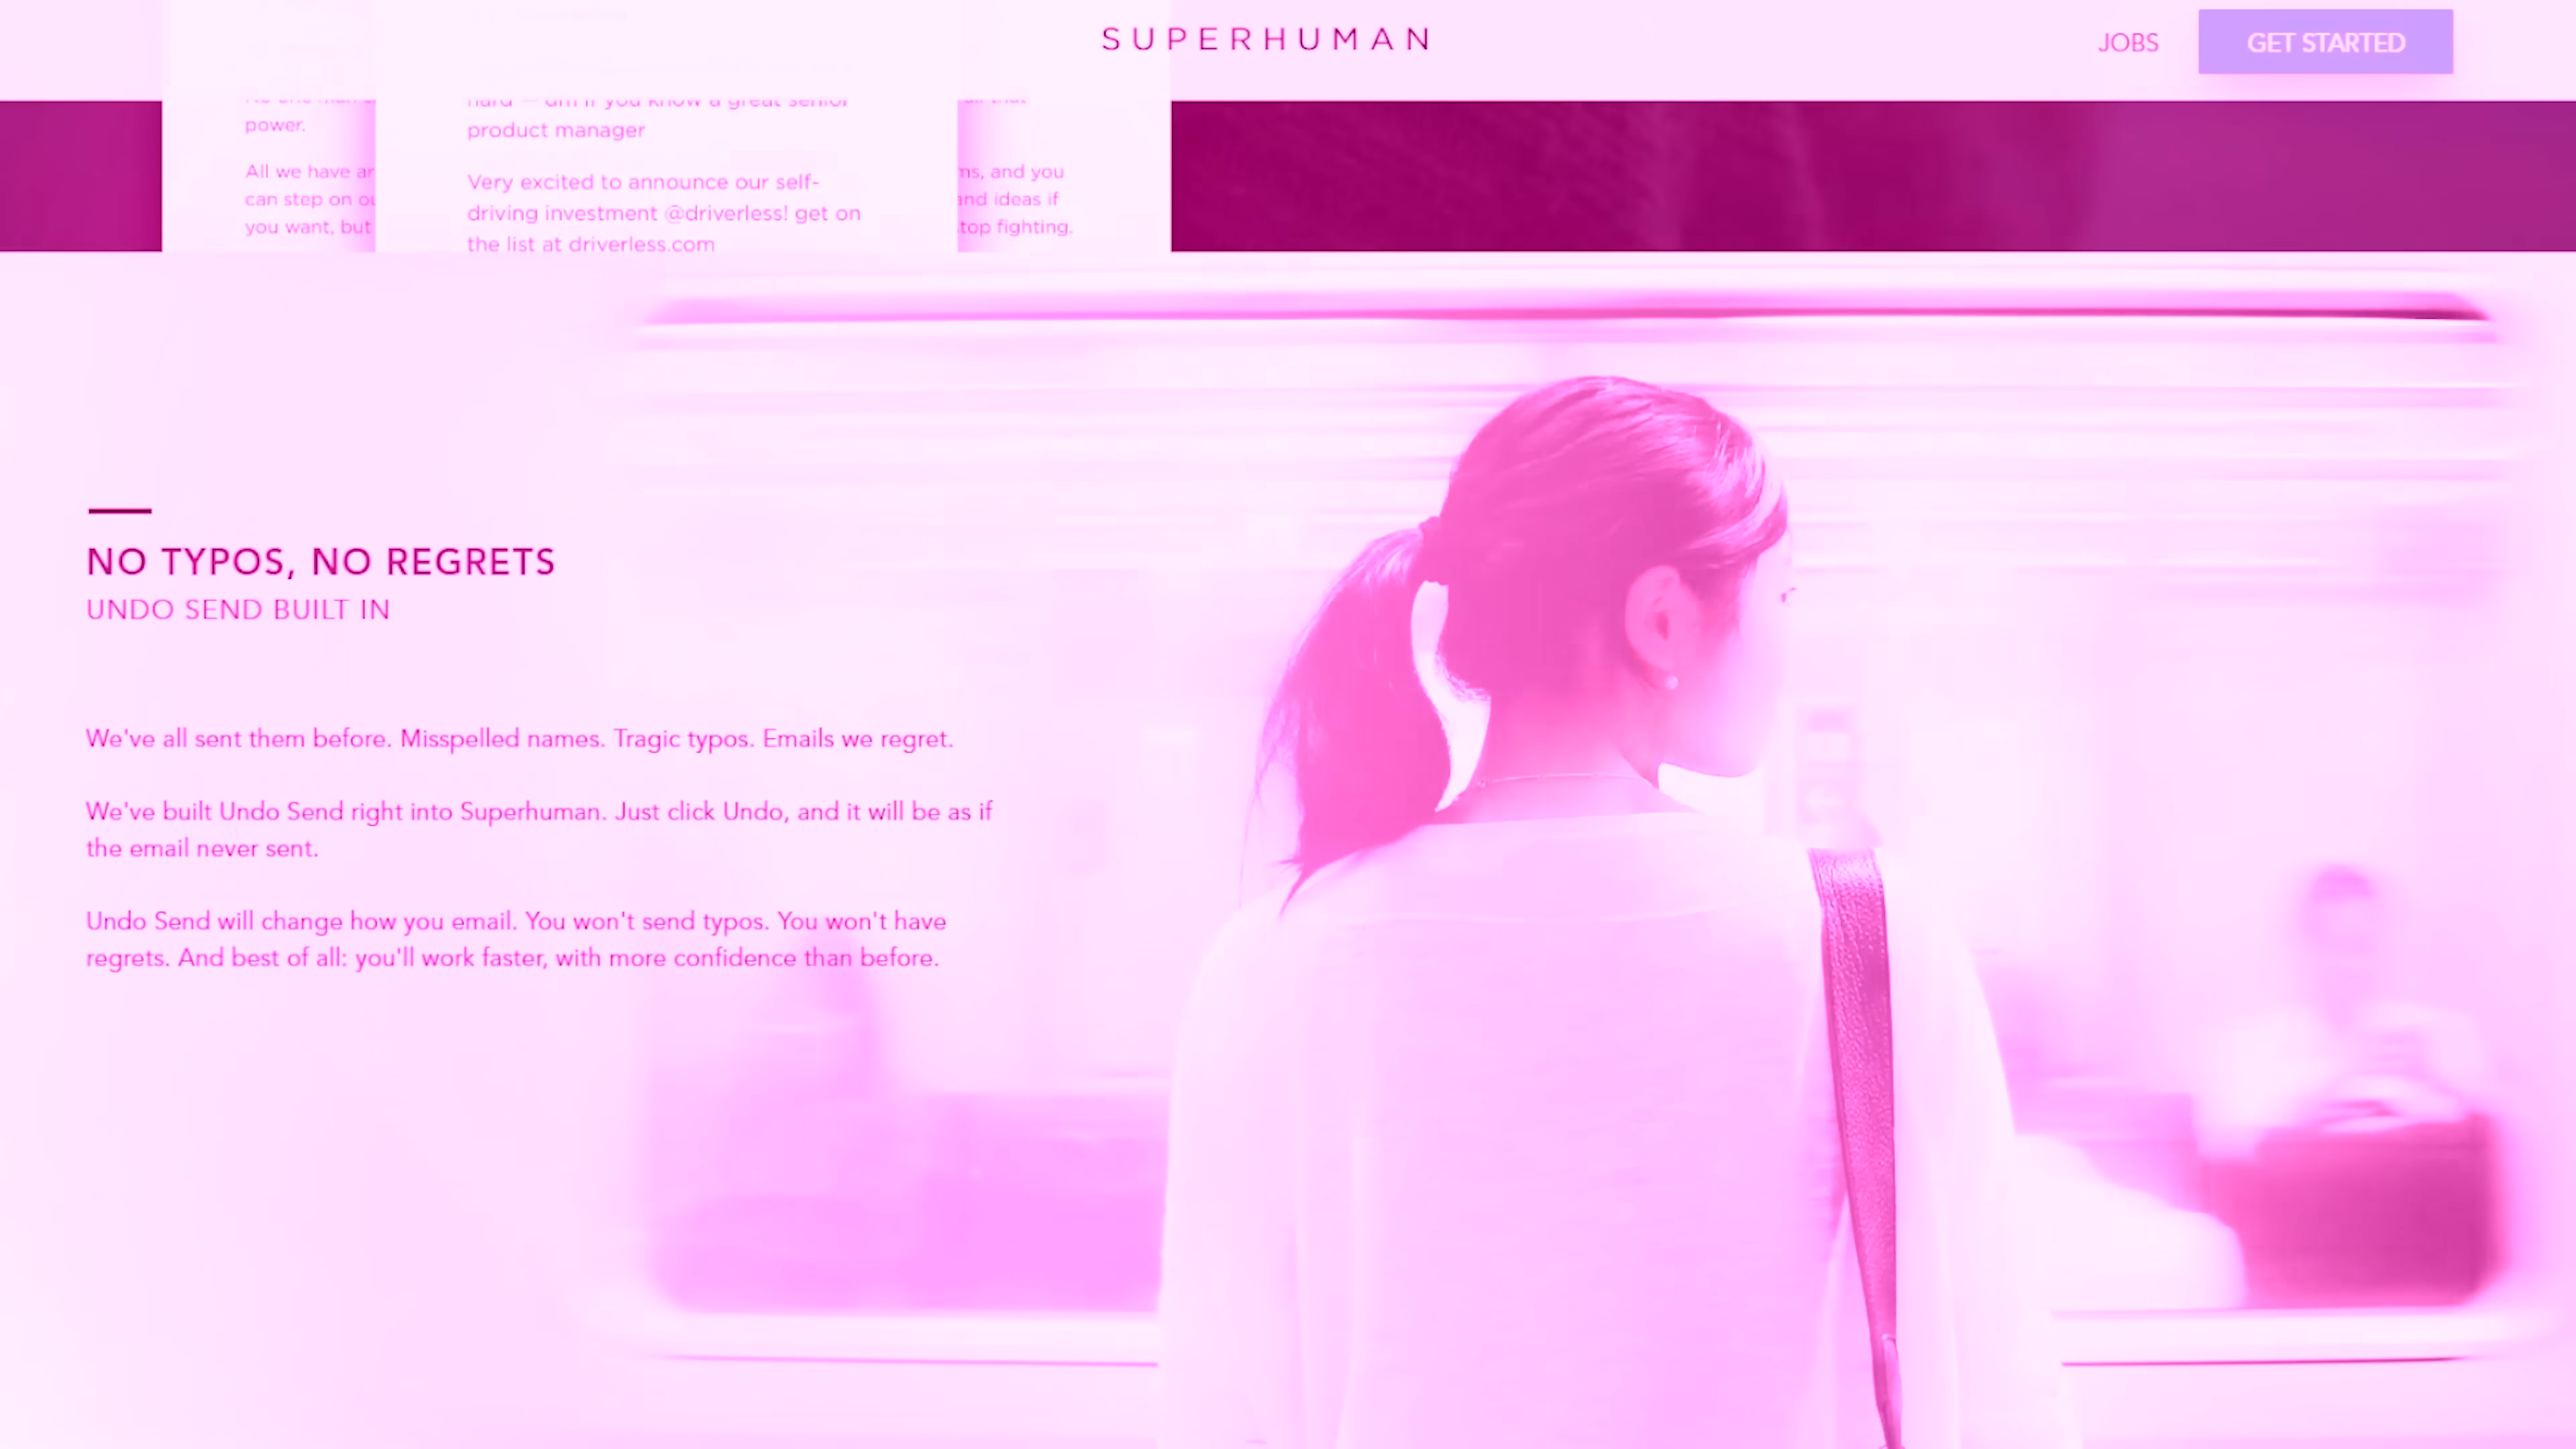 SUPERHUMAN
JOBS
GET STARTED
power.
All we have
can step on
you want, but
product manager
Very excited to announce our self-
driving investment @driverless! get on
the list at driverless.com
and you
and ideas if
fighting.
NO TYPOS, NO REGRETS
UNDO SEND BUILT IN
We've all sent them before. Misspelled names. Tragic typos. Emails we regret.
We've built Undo Send right into Superhuman. Just click Undo, and it will be as if
the email never sent.
Undo Send will change how you email. You won't send typos. You won't have
regrets. And best of all: you'll work faster, with more confidence than before.